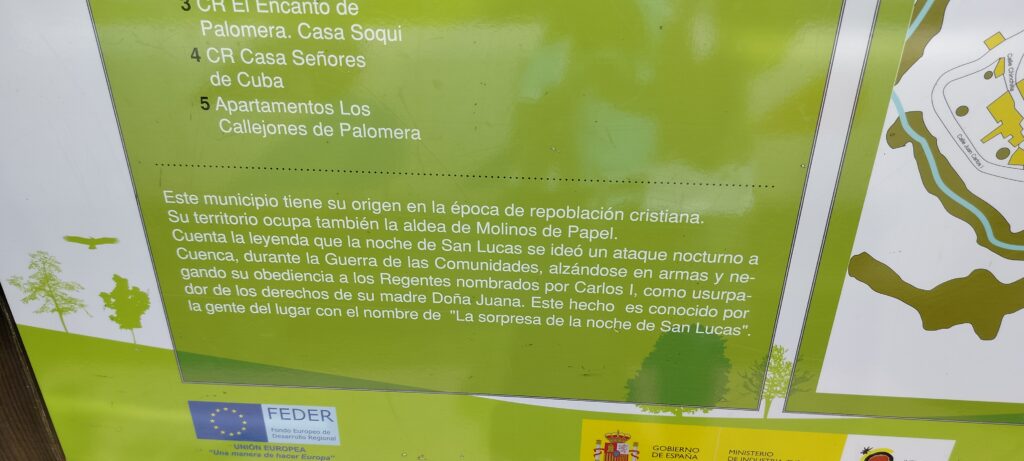 3 CR El Encanto de
Palomera. Casa Soqui
4 CR Casa Señores
de Cuba
5 Apartamentos Los
Callejones de Palomera
Este municipio tiene su origen en la época de repoblación cristiana.
Su territorio ocupa también la aldea de Molinos de Papel.
Cuenta la leyenda que la noche de San Lucas se ideó un ataque nocturno a
Cuenca, durante la Guerra de las Comunidades, alzándose en armas y ne-
gando su obediencia a los Regentes nombrados por Carlos I, como usurpa-
dor de los derechos de su madre Doña Juana. Este hecho es conocido por
la gente del lugar con el nombre de "La sorpresa de la noche de San Lucas".
Calle Juan Carlos I
FEDER
Fondo Europeo de
Desarrollo Regional
UNIÓN EUROPEA
"Una manera de hacer Europa"
GOBIERNO
DE ESPAÑA
MINISTERIO